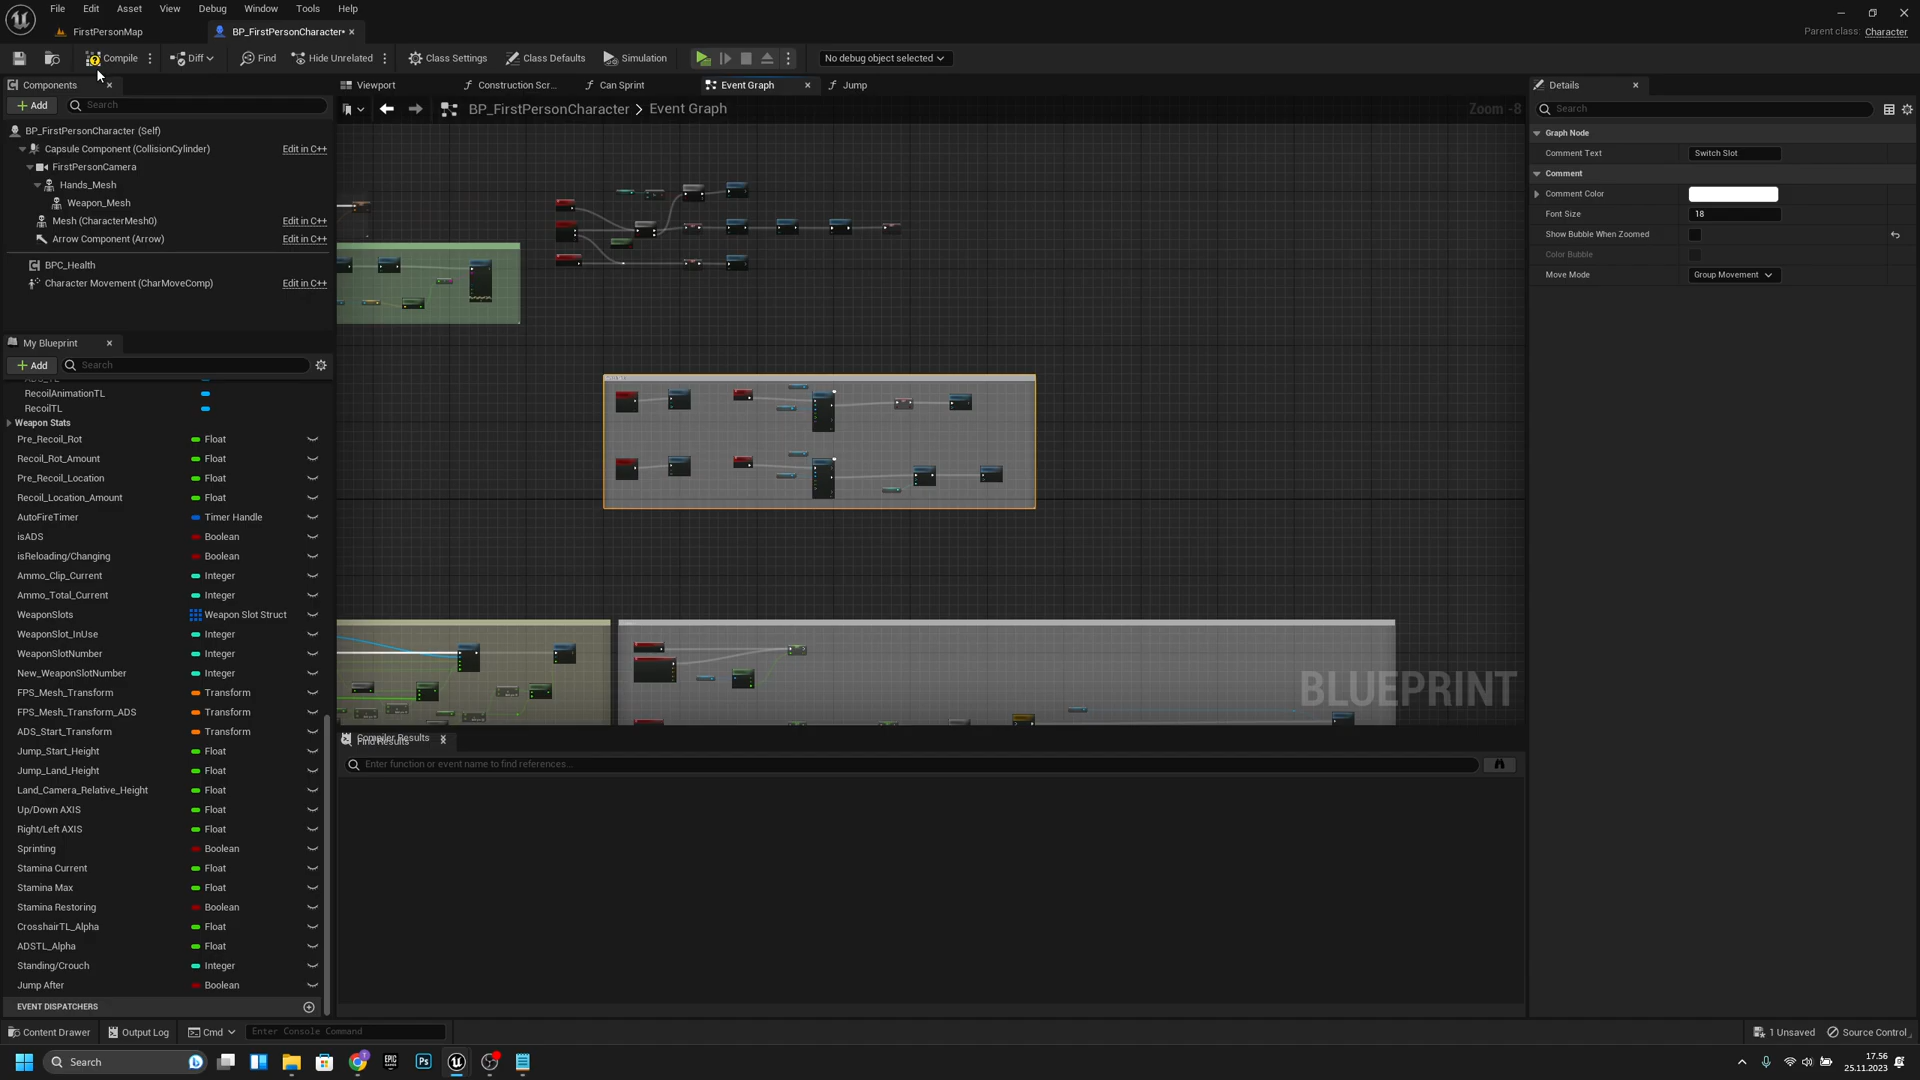 File Edit Asset View Debug Window Tools Help
FirstPersonMap
BP_FirstPersonCharacter•
Parent class: Character
Compile
Diff
Find
Hide Unrelated
Class Settings
Class Defaults
Simulation
No debug object selected
Components
Viewport
Construction Scr...
Can Sprint
Event Graph
Jump
Details
Add
Search
BP_FirstPersonCharacter > Event Graph
Zoom -8
Search
BP_FirstPersonCharacter (Self)
Capsule Component (CollisionCylinder) Edit in C++
FirstPersonCamera
Hands_Mesh
Weapon_Mesh
Mesh (CharacterMesh0) Edit in C++
Arrow Component (Arrow) Edit in C++
BPC_Health
Character Movement (CharMoveComp) Edit in C++
Graph Node
Comment Text Switch Slot
Comment
Comment Color
Font Size 18
Show Bubble When Zoomed
Color Bubble
Move Mode Group Movement
My Blueprint
Add
Search
RecoilAnimationTL
RecoilTL
Weapon Stats
Pre_Recoil_Rot Float
Recoil_Rot_Amount Float
Pre_Recoil_Location Float
Recoil_Location_Amount Float
AutoFireTimer Timer Handle
isADS Boolean
isReloading/Changing Boolean
Ammo_Clip_Current Integer
Ammo_Total_Current Integer
WeaponSlots Weapon Slot Struct
WeaponSlot_InUse Integer
WeaponSlotNumber Integer
New_WeaponSlotNumber Integer
FPS_Mesh_Transform Transform
FPS_Mesh_Transform_ADS Transform
ADS_Start_Transform Transform
Jump_Start_Height Float
Jump_Land_Height Float
Land_Camera_Relative_Height Float
Up/Down AXIS Float
Right/Left AXIS Float
Sprinting Boolean
Stamina Current Float
Stamina Max Float
Stamina Restoring Boolean
CrosshairTL_Alpha Float
ADSTL_Alpha Float
Standing/Crouch Integer
Jump After Boolean
EVENT DISPATCHERS
BLUEPRINT
Compiler Results
Find Results
Enter function or event name to find references...
Content Drawer
Output Log
Cmd
Enter Console Command
1 Unsaved
Source Control
Search
EPIC
Ps
17.56
25.11.2023